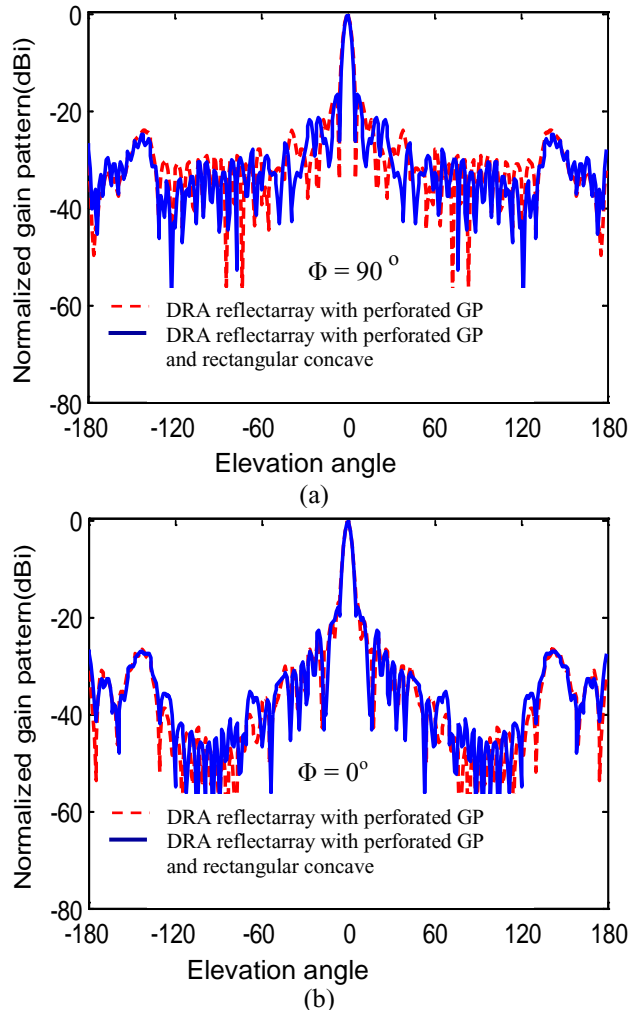 Normalized gain pattern(dBi)
0
-20
-40
-60
-80
Φ = 90 o
DRA reflectarray with perforated GP
DRA reflectarray with perforated GP
and rectangular concave
-180 -120 -60 0 60 120 180
Elevation angle
(a)
Normalized gain pattern(dBi)
0
-20
-40
-60
-80
Φ = 0o
DRA reflectarray with perforated GP
DRA reflectarray with perforated GP
and rectangular concave
-180 -120 -60 0 60 120 180
Elevation angle
(b)